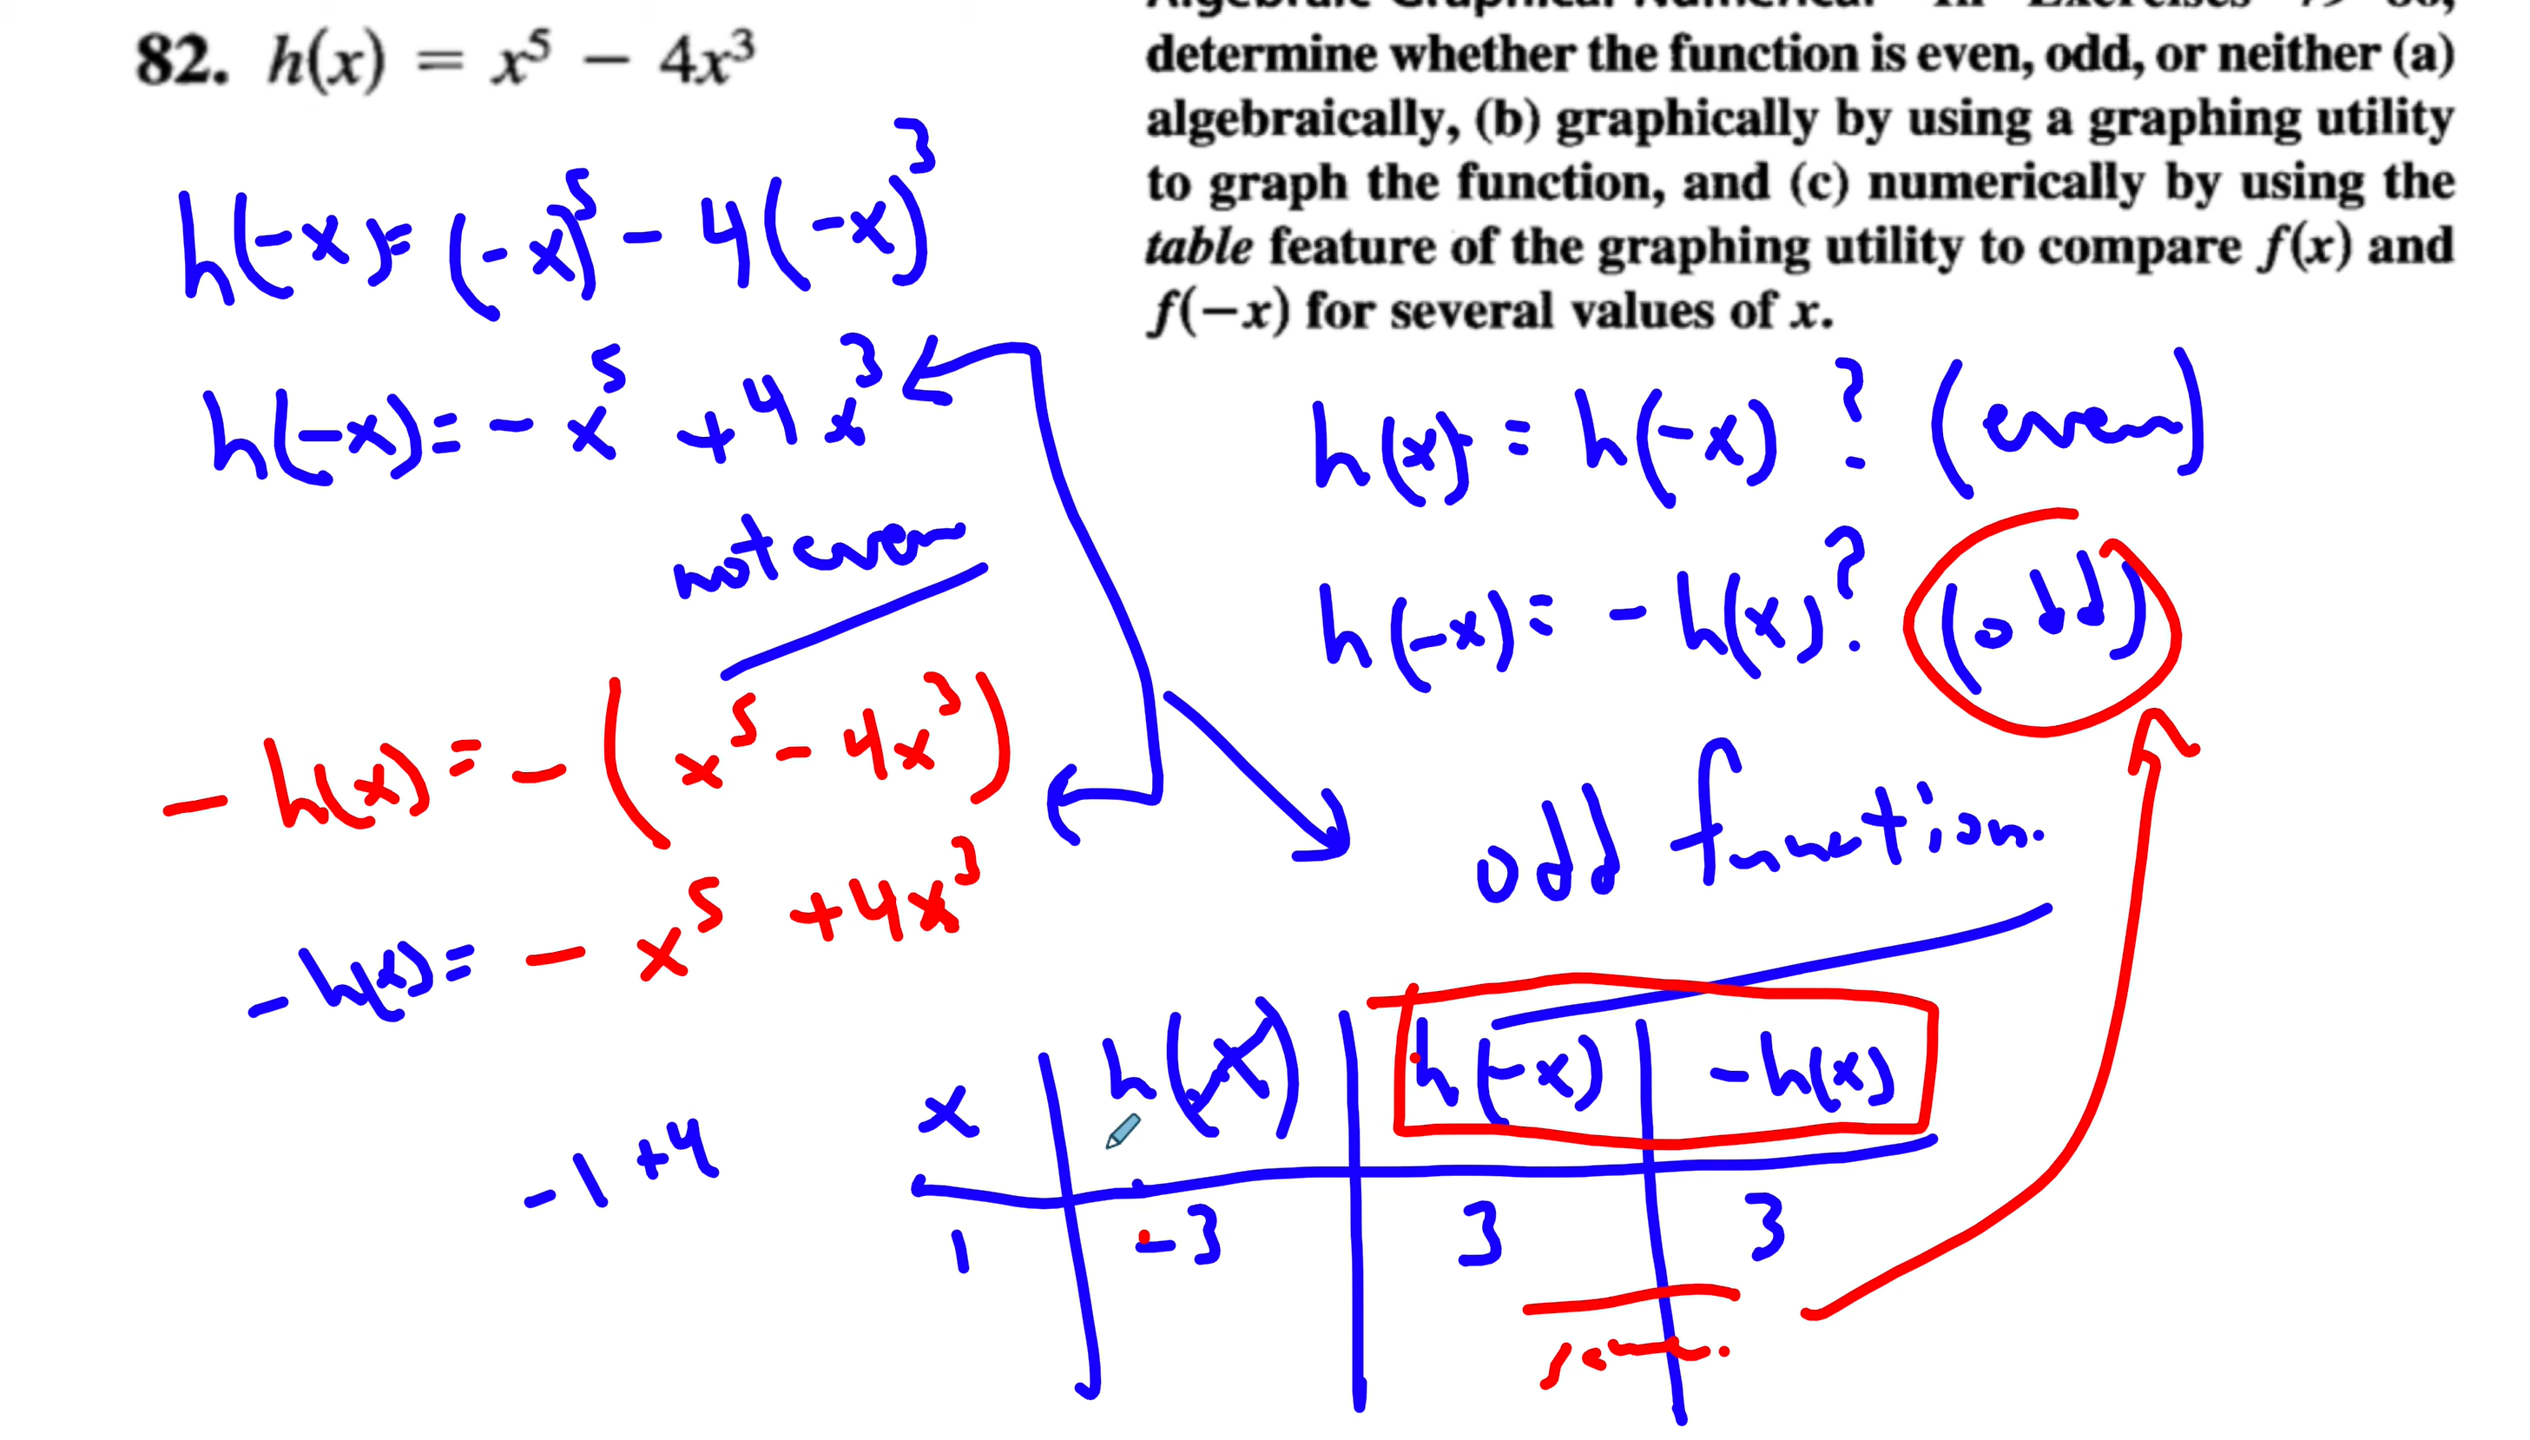 82. h(x) = x⁵ − 4x³
determine whether the function is even, odd, or neither (a)
algebraically, (b) graphically by using a graphing utility
to graph the function, and (c) numerically by using the
table feature of the graphing utility to compare f(x) and
f(−x) for several values of x.
h(-x) = (-x)⁵ - 4(-x)³
h(-x) = - x⁵ + 4x³
not even
h(x) = h(-x) ? (even)
h(-x) = - h(x) ? (odd)
- h(x) = - (x⁵ - 4x³)
odd function.
- h(x) = - x⁵ + 4x³
x h(x) h(-x) -h(x)
-1 +4
1 -3 3 3